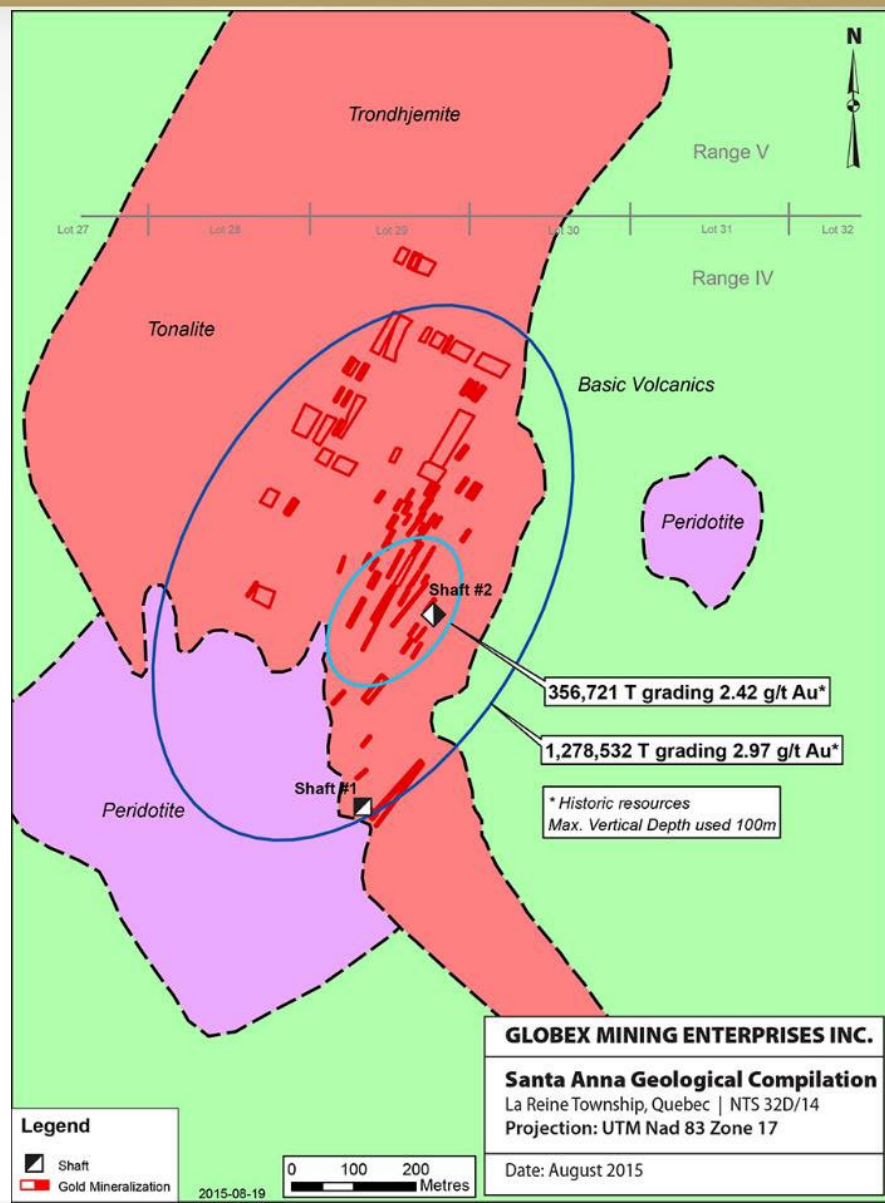 N
Trondhjemite
Range V
Lot 27
Lot 28
Lot 29
Lot 30
Lot 31
Lot 32
Range IV
Tonalite
Basic Volcanics
Peridotite
Shaft #2
356,721 T grading 2.42 g/t Au*
1,278,532 T grading 2.97 g/t Au*
Shaft #1
Peridotite
* Historic resources
Max. Vertical Depth used 100m
GLOBEX MINING ENTERPRISES INC.
Santa Anna Geological Compilation
La Reine Township, Quebec | NTS 32D/14
Projection: UTM Nad 83 Zone 17
Date: August 2015
Legend
Shaft
Gold Mineralization
2015-08-19
0 100 200
Metres